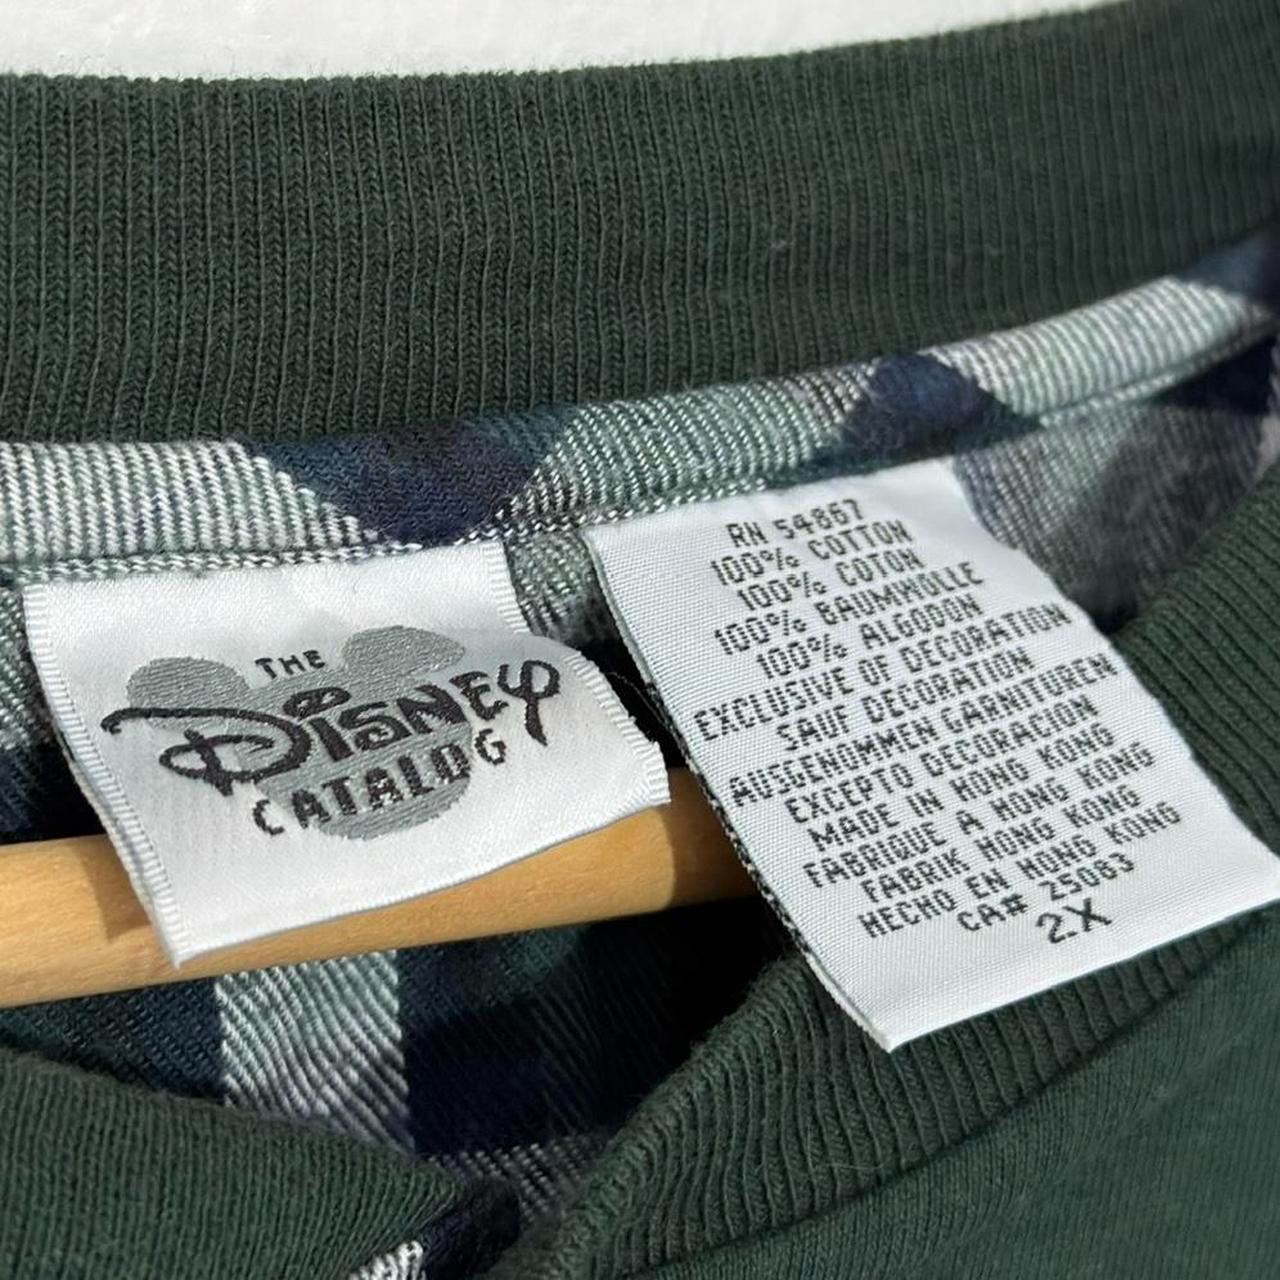 THE
DISNEY
CATALOG
RN 54867
100% COTTON
100% COTON
100% BAUMWOLLE
100% ALGODON
EXCLUSIVE OF DECORATION
SAUF DECORATION
AUSGENOMMEN GARNITUREN
EXCEPTO DECORACION
MADE IN HONG KONG
FABRIQUE A HONG KONG
FABRIK HONG KONG
HECHO EN HONG KONG
CA# 25083
2X